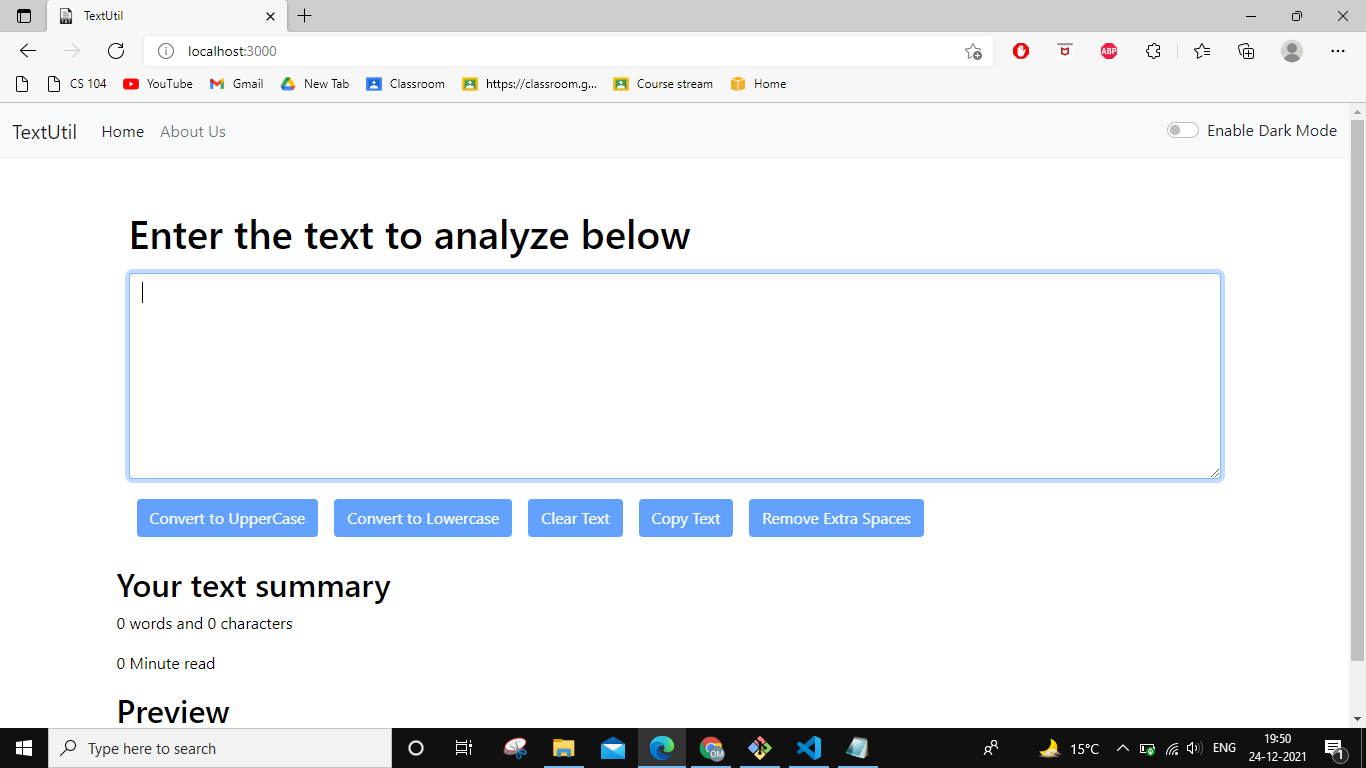 TextUtil
localhost:3000
CS 104 YouTube Gmail New Tab Classroom https://classroom.g... Course stream Home
TextUtil Home About Us Enable Dark Mode
Enter the text to analyze below
Convert to UpperCase Convert to Lowercase Clear Text Copy Text Remove Extra Spaces
Your text summary
0 words and 0 characters
0 Minute read
Preview
Type here to search 15°C ENG 19:50
24-12-2021 1